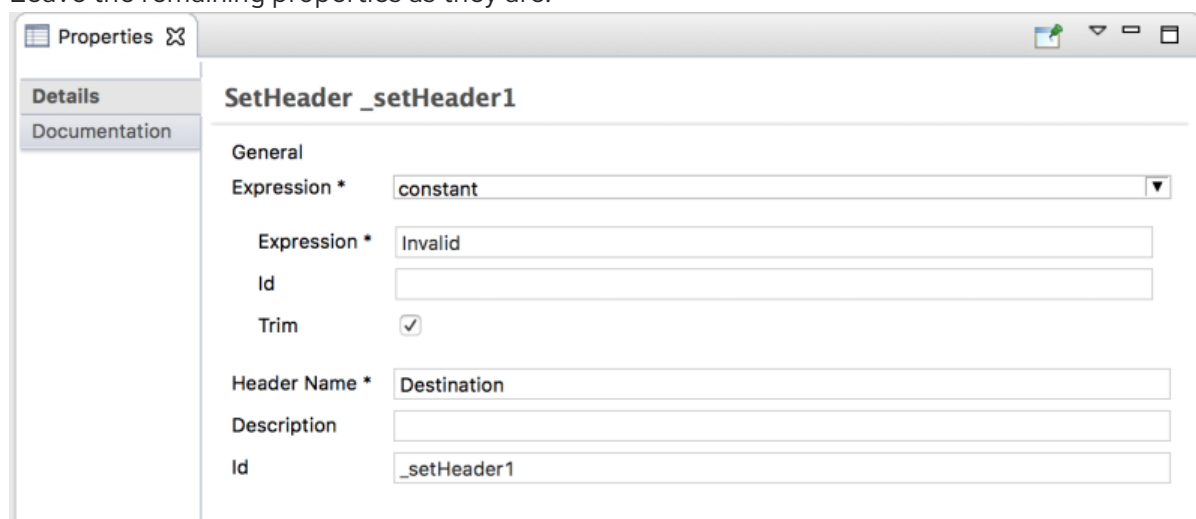 Leave the remaining properties as they are.
Properties
Details
Documentation
SetHeader _setHeader1
General
Expression * constant
Expression * Invalid
Id
Trim
Header Name * Destination
Description
Id _setHeader1